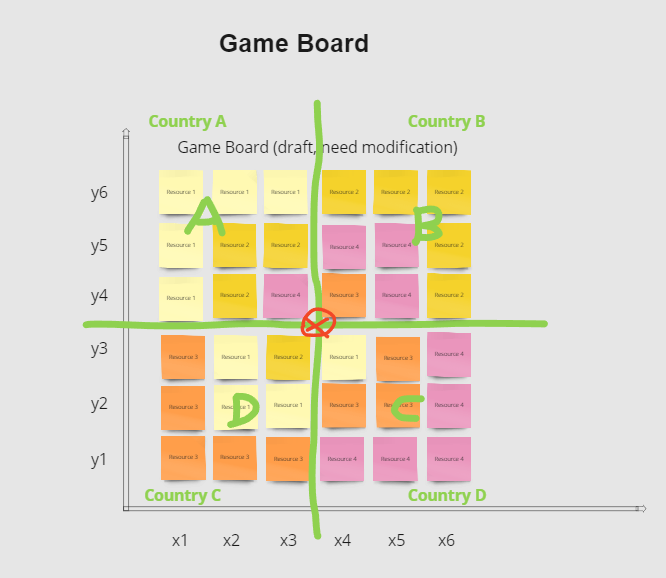 Game Board
Country A Country B
Game Board (draft, need modification)
y6 Resource 1 Resource 1 Resource 1 Resource 2 Resource 2 Resource 2
A B
y5 Resource 1 Resource 2 Resource 2 Resource 4 Resource 4 Resource 2
y4 Resource 1 Resource 2 Resource 4 Resource 3 Resource 4 Resource 2
y3 Resource 3 Resource 1 Resource 2 Resource 1 Resource 3 Resource 4
y2 Resource 3 Resource 1 Resource 1 Resource 3 Resource 3 Resource 4
D C
y1 Resource 3 Resource 3 Resource 3 Resource 4 Resource 4 Resource 4
Country C Country D
x1 x2 x3 x4 x5 x6